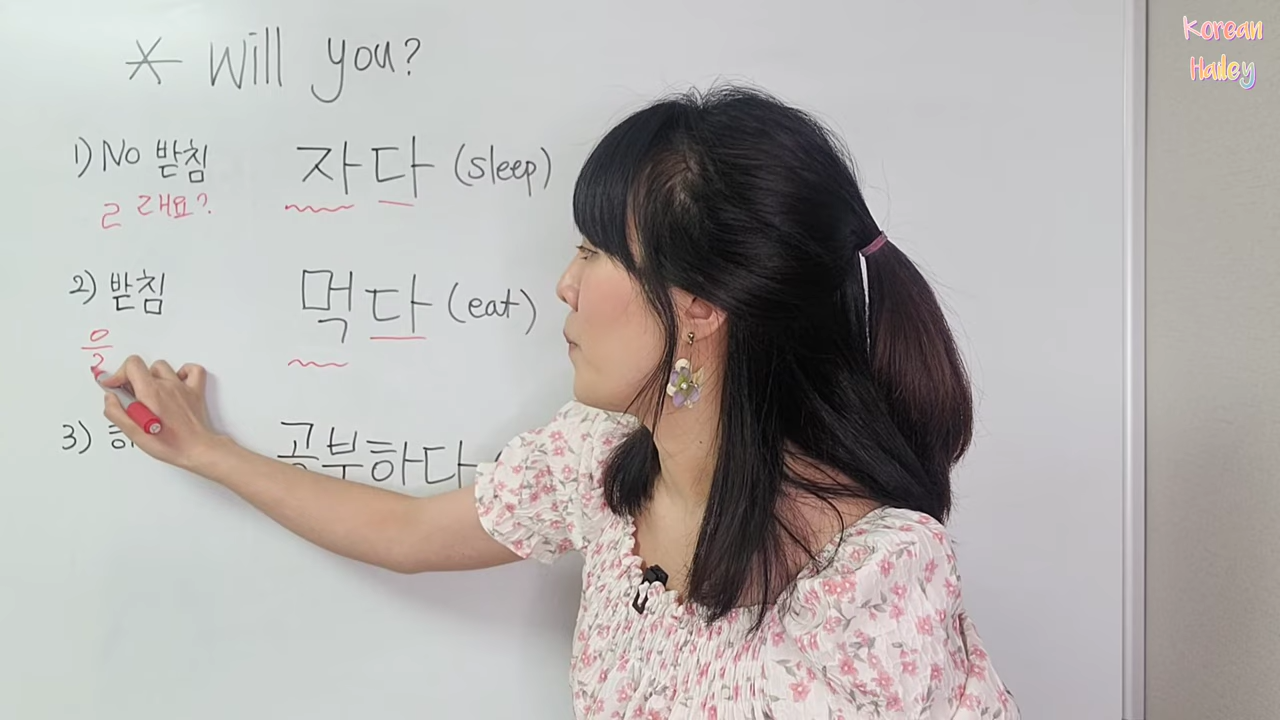 * Will you?
Korean
Hailey
1) No 받침
자다 (sleep)
ㄹ 래요?
2) 받침
먹다 (eat)
3)
공부하다